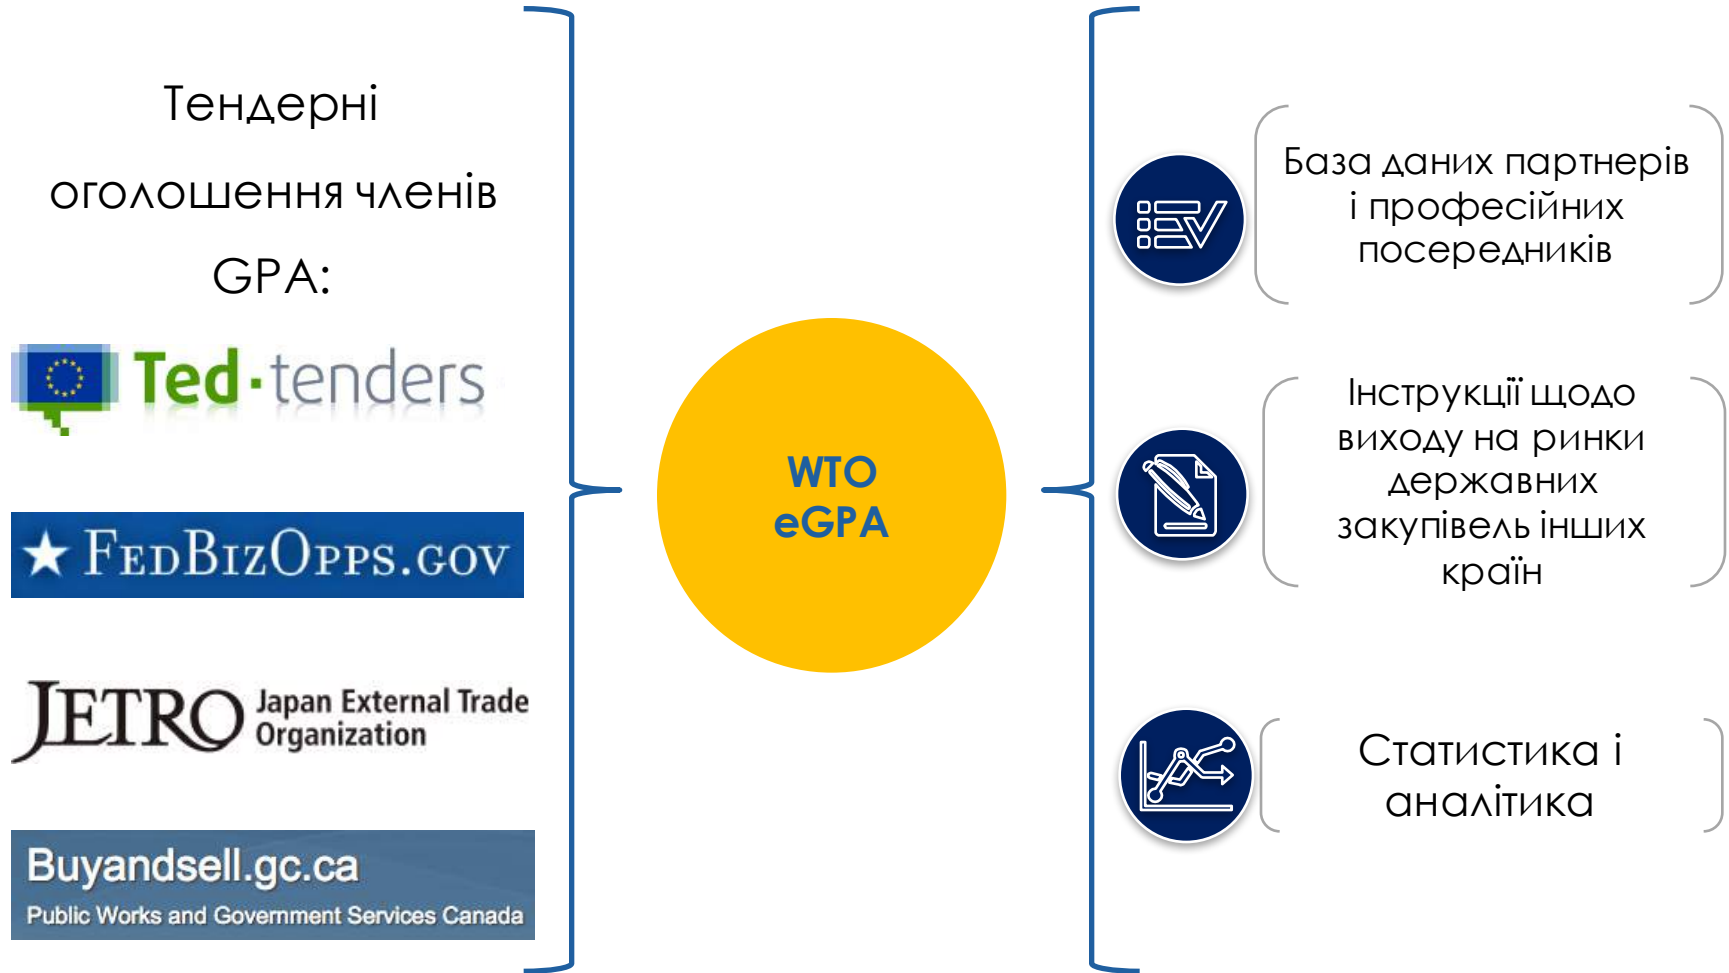 Тендерні
оголошення членів
GPA:
Ted·tenders
FEDBIZOPPS.GOV
JETRO Japan External Trade
Organization
Buyandsell.gc.ca
Public Works and Government Services Canada
WTO
eGPA
База даних партнерів
і професійних
посередників
Інструкції щодо
виходу на ринки
державних
закупівель інших
країн
Статистика і
аналітика